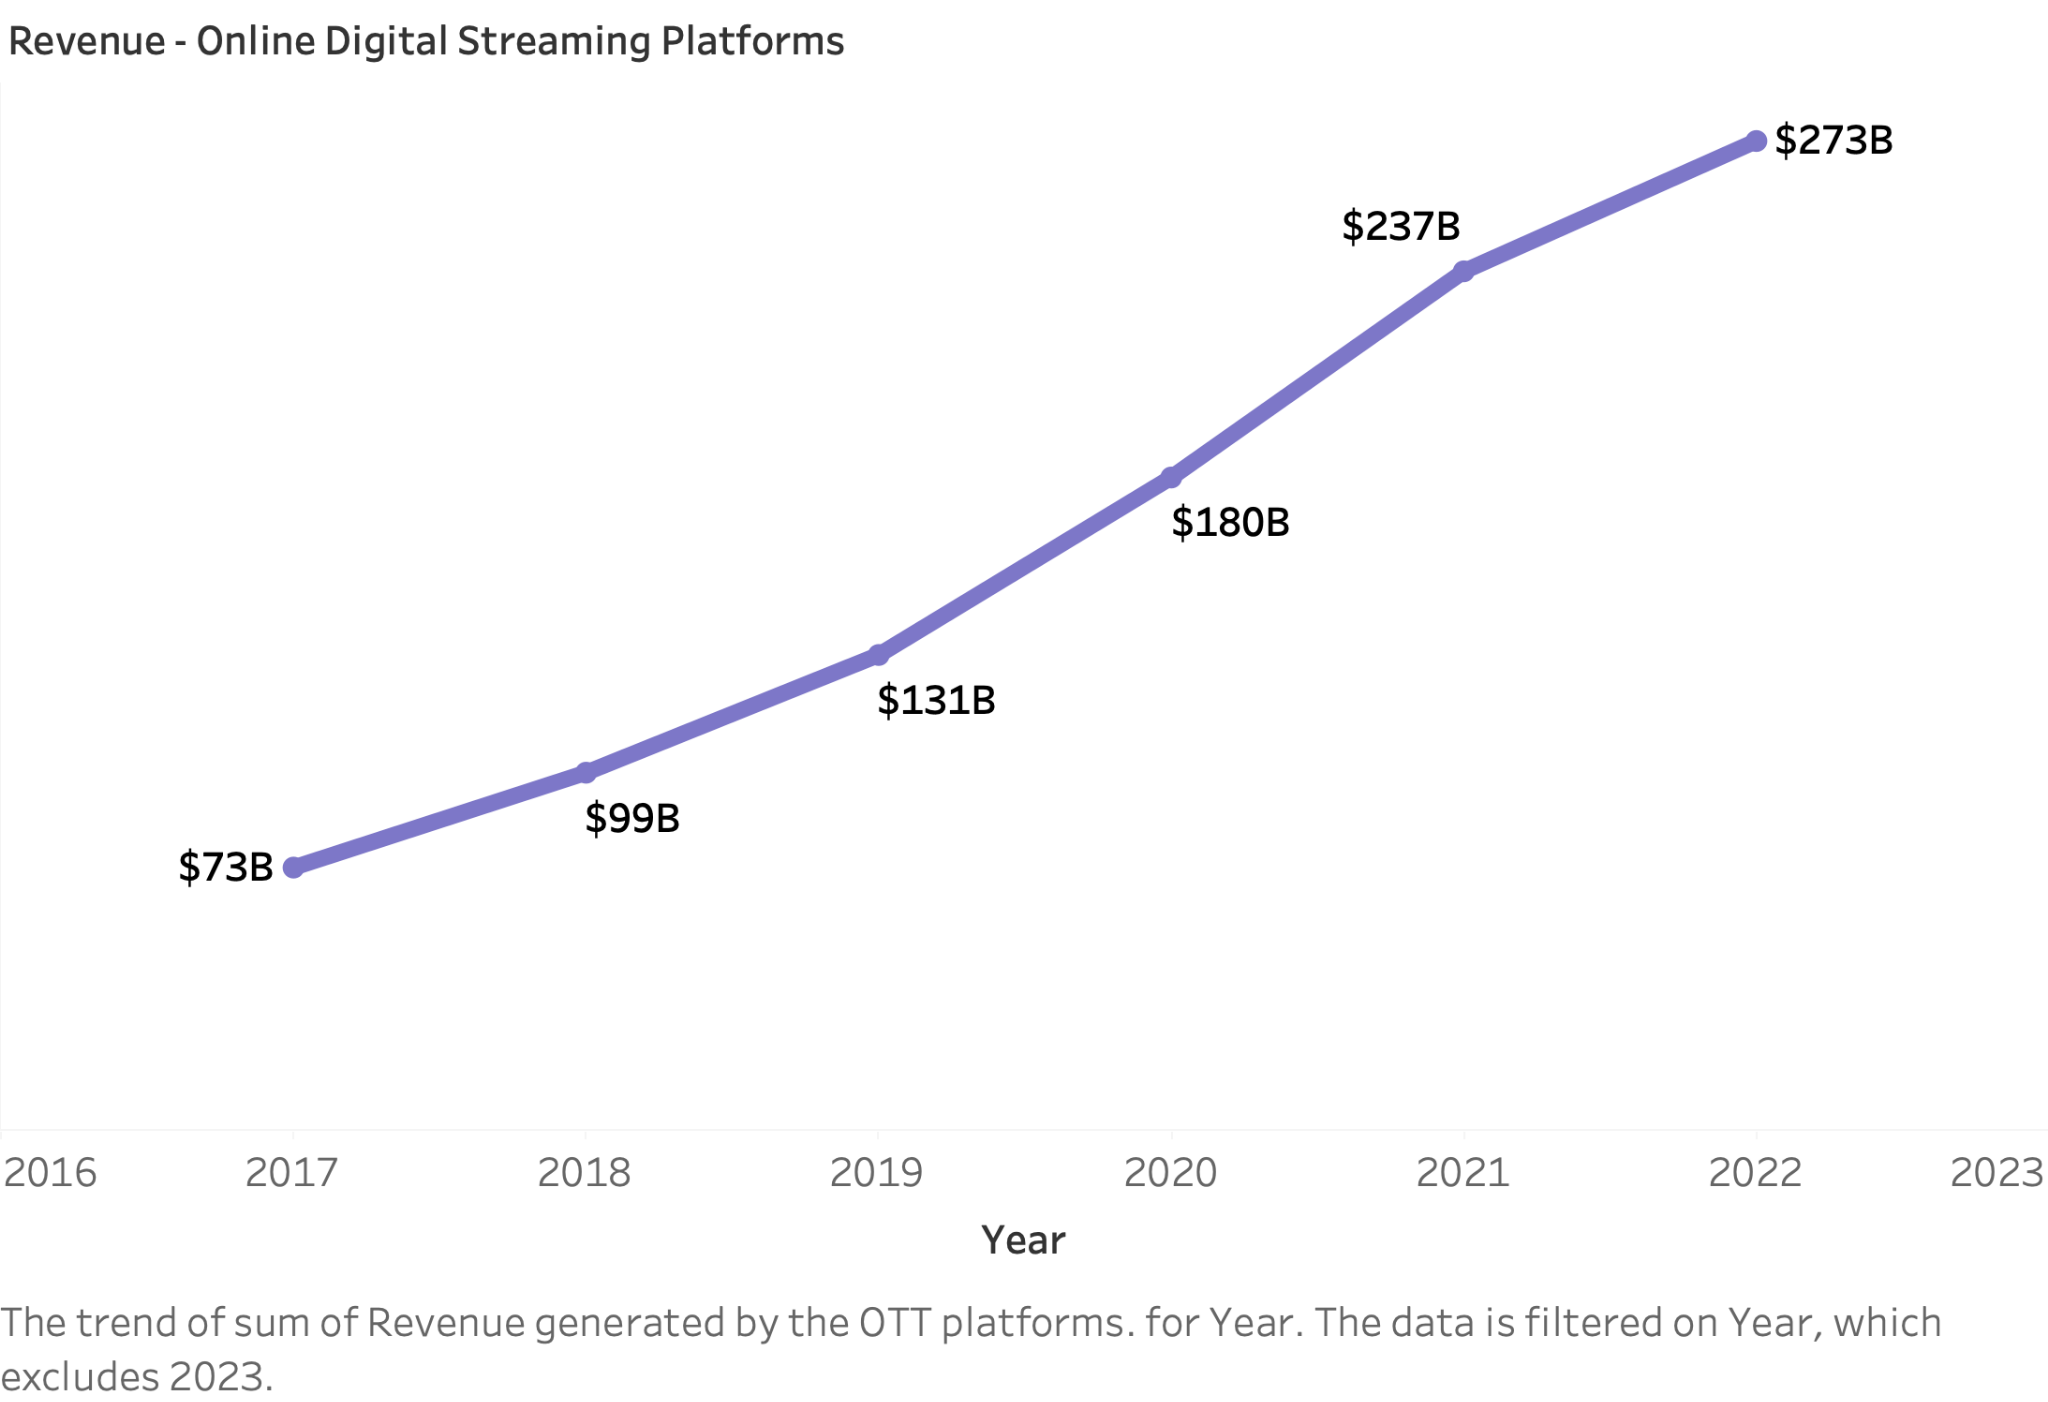 Revenue - Online Digital Streaming Platforms
$273B
$237B
$180B
$131B
$99B
$73B
2016 2017 2018 2019 2020 2021 2022 2023
Year
The trend of sum of Revenue generated by the OTT platforms. for Year. The data is filtered on Year, which
excludes 2023.